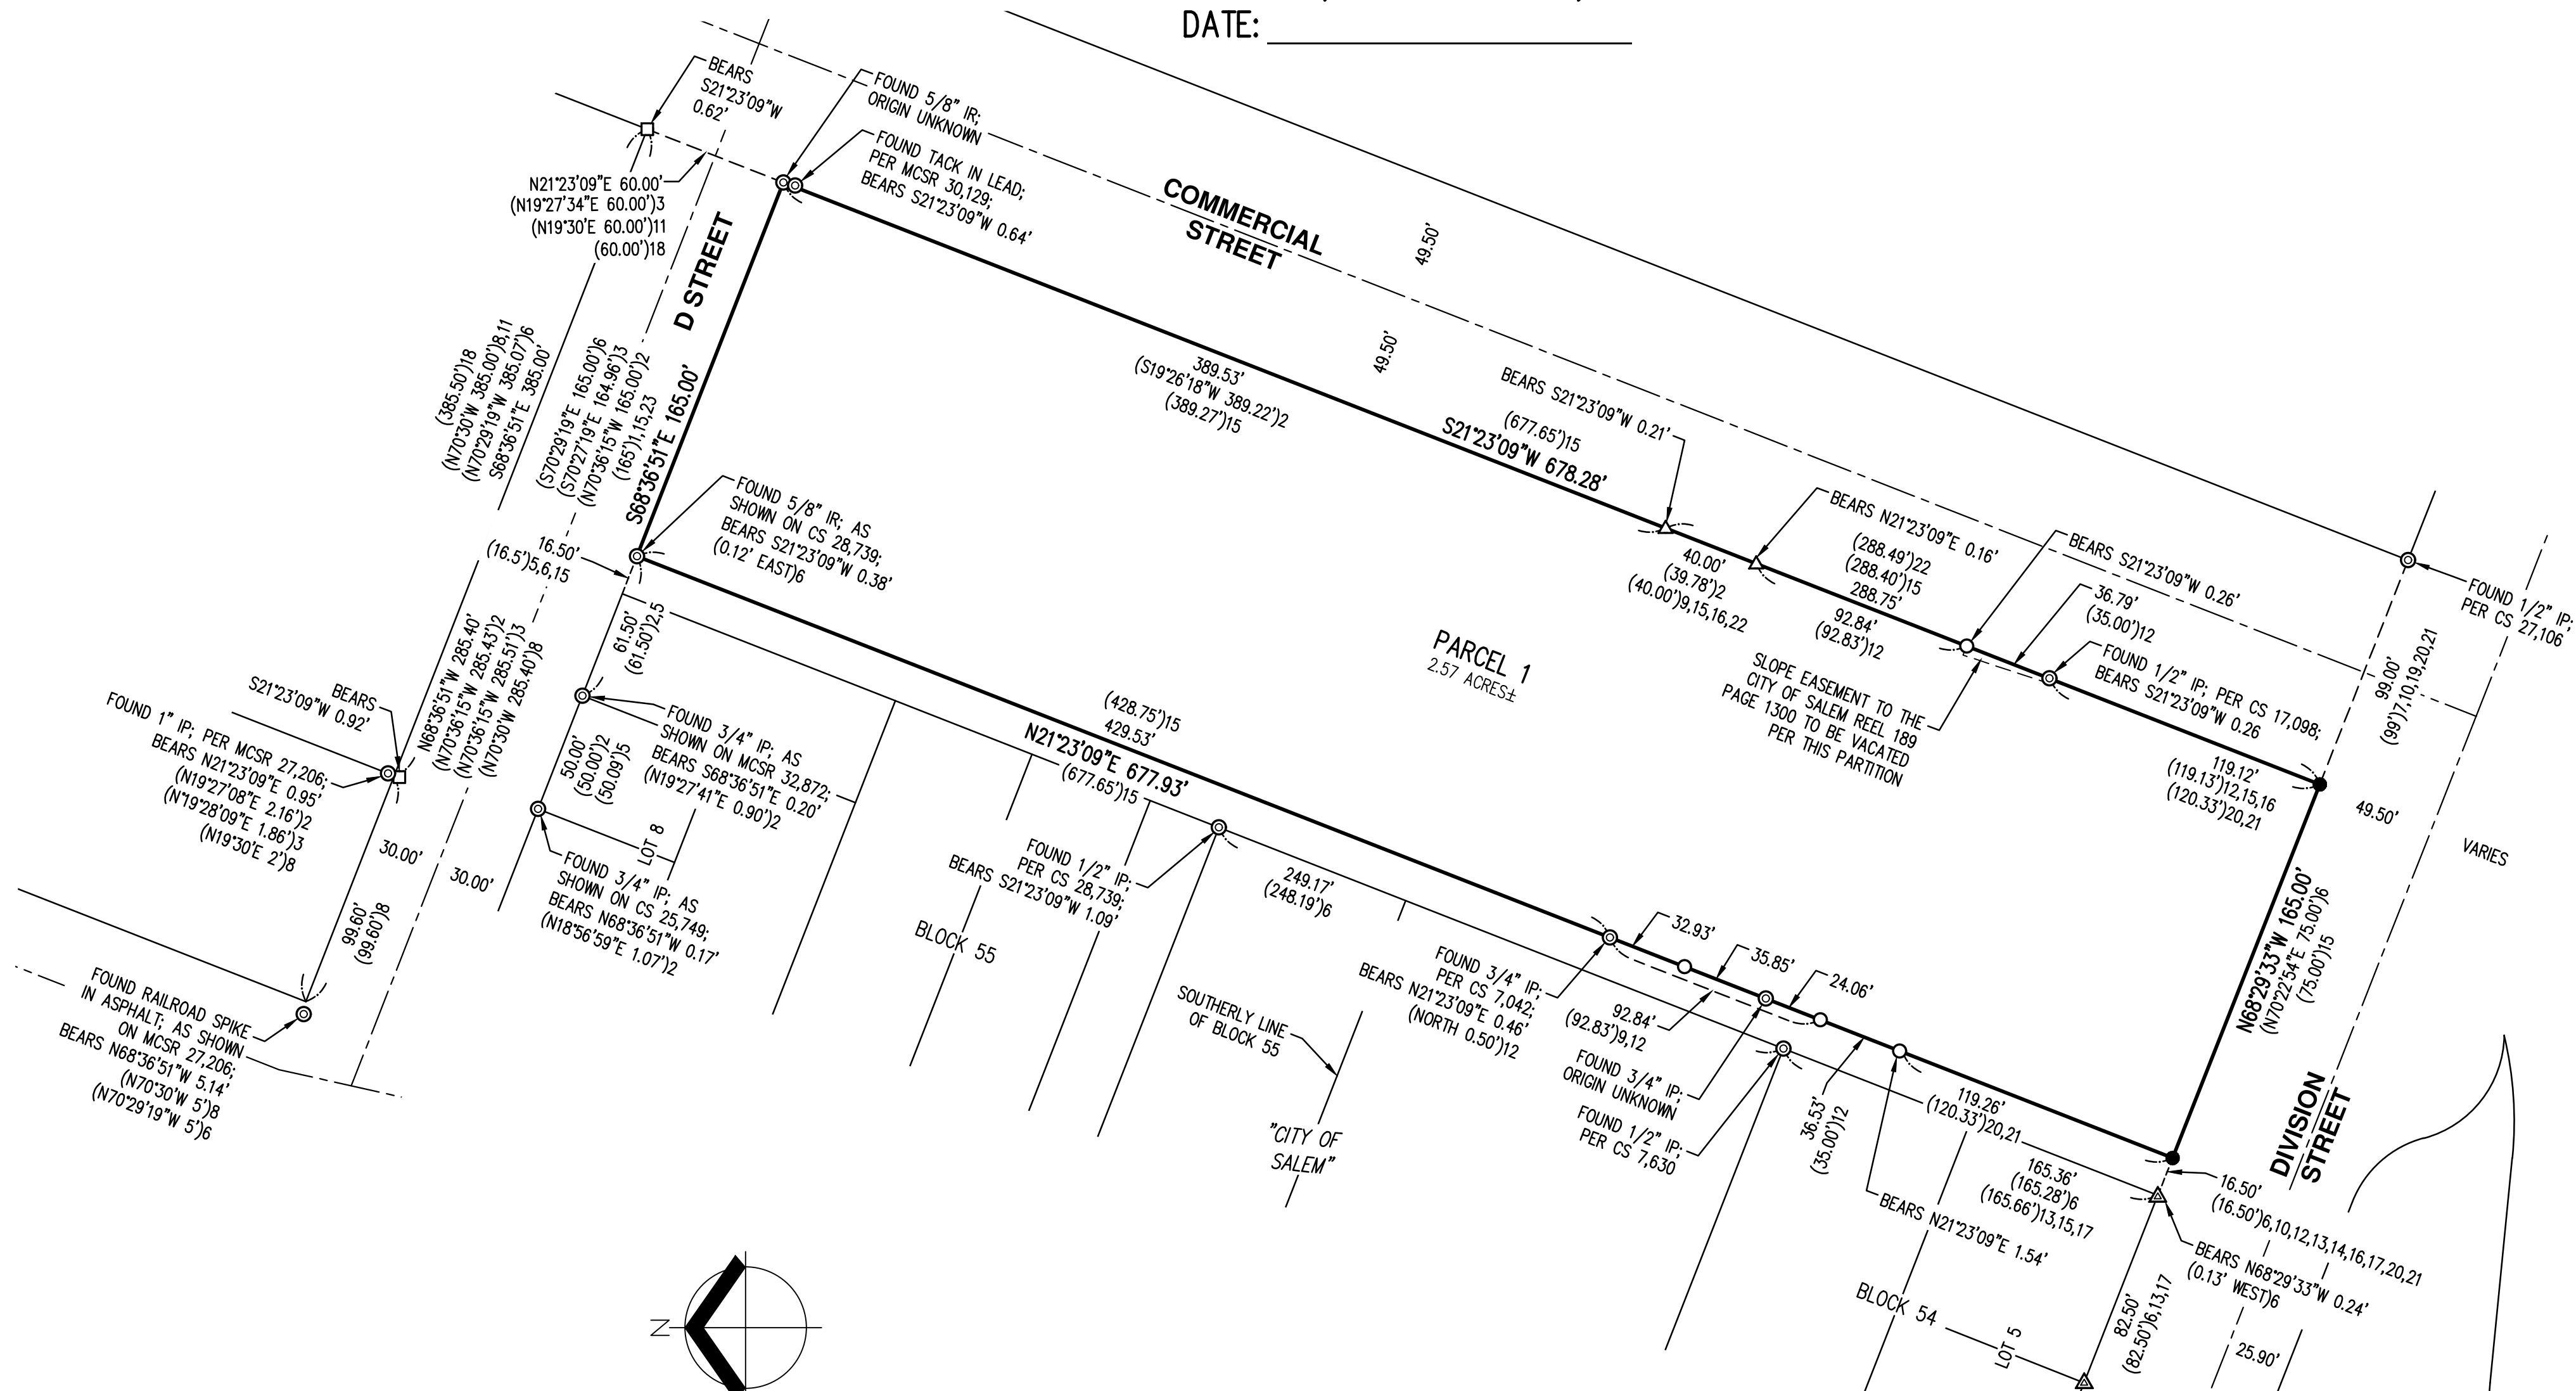 DATE:
BEARS
S21°23'09"W
0.62'
FOUND 5/8" IR;
ORIGIN UNKNOWN
FOUND TACK IN LEAD;
PER MCSR 30,129;
BEARS S21°23'09"W 0.64'
N21°23'09"E 60.00'
(N19°27'34"E 60.00')3
(N19°30'E 60.00')11
(60.00')18
D STREET
COMMERCIAL
STREET
49.50'
49.50'
(385.50')18
(N70°30'W 385.00')8,11
(N70°29'19"W 385.07')6
S68°36'51"E 385.00'
(S70°29'19"E 165.00')6
(S70°27'19"E 164.96')3
(N70°36'15"W 165.00')2
(165')1,15,23
S68°36'51"E 165.00'
389.53'
(S19°26'18"W 389.22')2
(389.27')15
BEARS S21°23'09"W 0.21'
(677.65')15
S21°23'09"W 678.28'
BEARS N21°23'09"E 0.16'
(288.49')22
(288.40')15
288.75'
40.00'
(39.78')2
(40.00')9,15,16,22
92.84'
(92.83')12
BEARS S21°23'09"W 0.26'
36.79'
(35.00')12
FOUND 1/2" IP; PER CS 17,098;
BEARS S21°23'09"W 0.26
FOUND 1/2" IP;
PER CS 27,106
99.00'
(99')7,10,19,20,21
SLOPE EASEMENT TO THE
CITY OF SALEM REEL 189
PAGE 1300 TO BE VACATED
PER THIS PARTITION
119.12'
(119.13')12,15,16
(120.33')20,21
49.50'
VARIES
FOUND 5/8" IR; AS
SHOWN ON CS 28,739;
BEARS S21°23'09"W 0.38'
(0.12' EAST)6
16.50'
(16.5')5,6,15
61.50'
(61.50')2,5
PARCEL 1
2.57 ACRES±
N68°36'51"W 285.40'
(N70°36'15"W 285.43')2
(N70°36'15"W 285.51')3
(N70°30'W 285.40')8
BEARS
S21°23'09"W 0.92'
FOUND 1" IP; PER MCSR 27,206;
BEARS N21°23'09"E 0.95'
(N19°27'08"E 2.16')2
(N°19°28'09"E 1.86')3
(N19°30'E 2')8
FOUND 3/4" IP; AS
SHOWN ON MCSR 32,872;
BEARS S68°36'51"E 0.20'
(N19°27'41"E 0.90')2
50.00'
(50.00')2
(50.09')5
LOT 8
(428.75')15
429.53'
N21°23'09"E 677.93'
(677.65')15
30.00'
30.00'
99.60'
(99.60')8
FOUND 3/4" IP; AS
SHOWN ON CS 25,749;
BEARS N68°36'51"W 0.17'
(N18°56'59"E 1.07')2
BLOCK 55
FOUND 1/2" IP;
PER CS 28,739;
BEARS S21°23'09"W 1.09'
249.17'
(248.19')6
FOUND RAILROAD SPIKE
IN ASPHALT; AS SHOWN
ON MCSR 27,206;
BEARS N68°36'51"W 5.14'
(N70°30'W 5')8
(N70°29'19"W 5')6
SOUTHERLY LINE
OF BLOCK 55
"CITY OF
SALEM"
FOUND 3/4" IP;
PER CS 7,042;
BEARS N21°23'09"E 0.46'
(NORTH 0.50')12
32.93'
35.85'
24.06'
92.84'
(92.83')9,12
FOUND 3/4" IP;
ORIGIN UNKNOWN
FOUND 1/2" IP;
PER CS 7,630
36.53'
(35.00')12
119.26'
(120.33')20,21
N68°29'33"W 165.00'
(N70°22'54"E 75.00')6
(75.00')15
DIVISION
STREET
165.36'
(165.28')6
(165.66')13,15,17
BEARS N21°23'09"E 1.54'
16.50'
(16.50')6,10,12,13,14,16,17,20,21
BEARS N68°29'33"W 0.24'
(0.13' WEST)6
BLOCK 54
LOT 5
82.50'
(82.50')6,13,17
25.90'
N